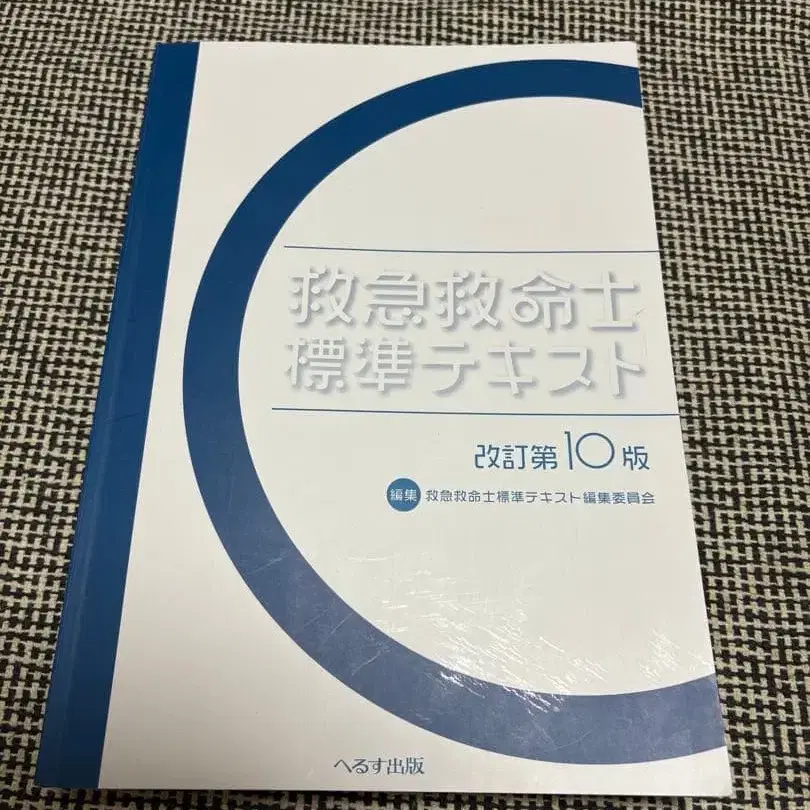 救急救命士
標準テキスト
改訂第10版
編集 救急救命士標準テキスト編集委員会
へるす出版